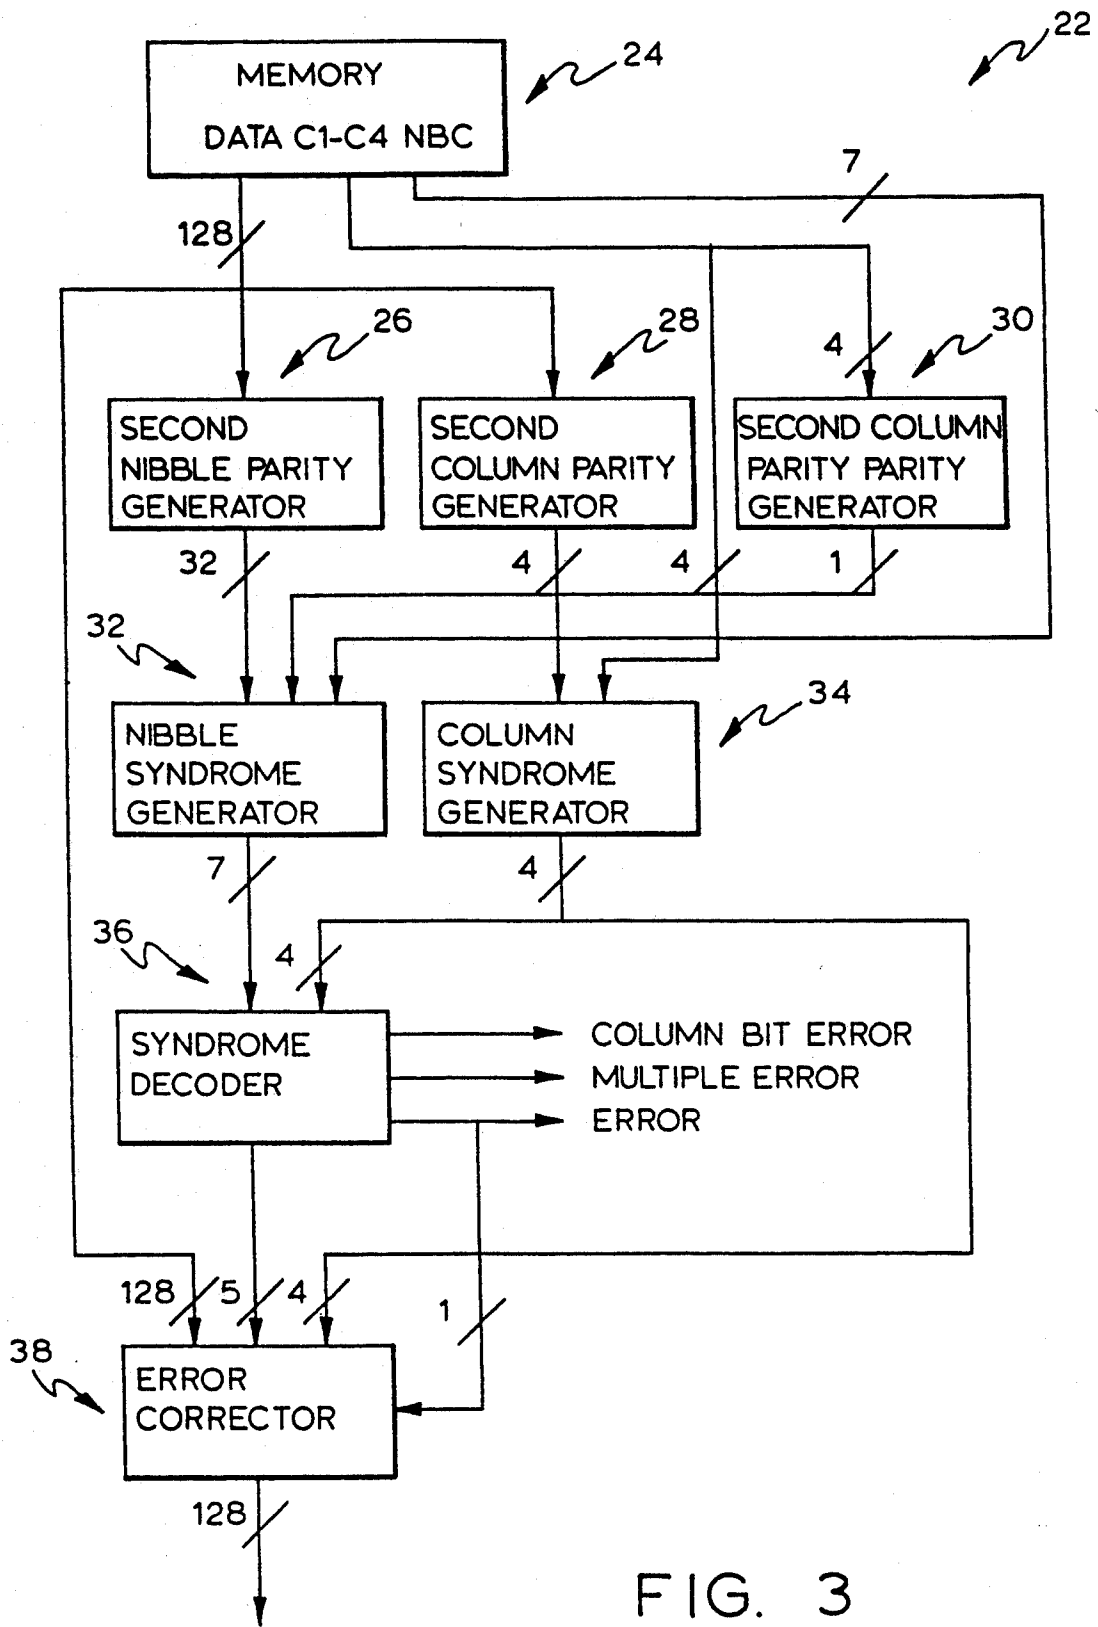 22
24
MEMORY
DATA C1-C4 NBC
7
128
26
28
30
4
SECOND
NIBBLE PARITY
GENERATOR
SECOND
COLUMN PARITY
GENERATOR
SECOND COLUMN
PARITY PARITY
GENERATOR
32
4
4
1
32
34
NIBBLE
SYNDROME
GENERATOR
COLUMN
SYNDROME
GENERATOR
7
4
36
4
SYNDROME
DECODER
COLUMN BIT ERROR
MULTIPLE ERROR
ERROR
128
5
4
1
38
ERROR
CORRECTOR
128
FIG. 3